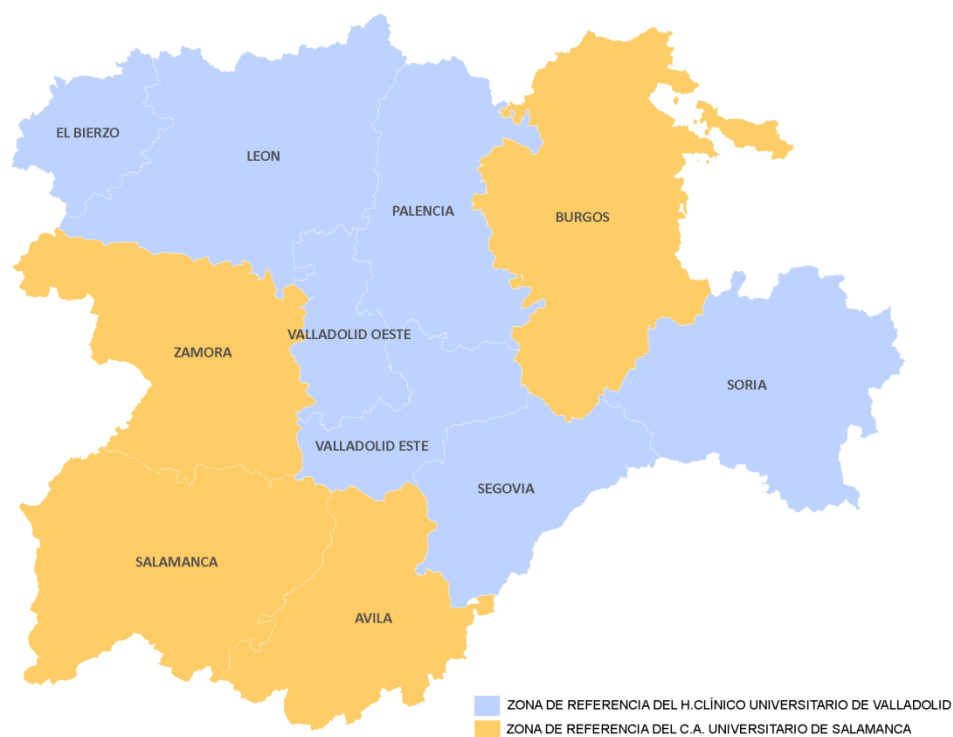 EL BIERZO
LEON
PALENCIA
BURGOS
VALLADOLID OESTE
ZAMORA
SORIA
VALLADOLID ESTE
SEGOVIA
SALAMANCA
AVILA
ZONA DE REFERENCIA DEL H.CLÍNICO UNIVERSITARIO DE VALLADOLID
ZONA DE REFERENCIA DEL C.A. UNIVERSITARIO DE SALAMANCA